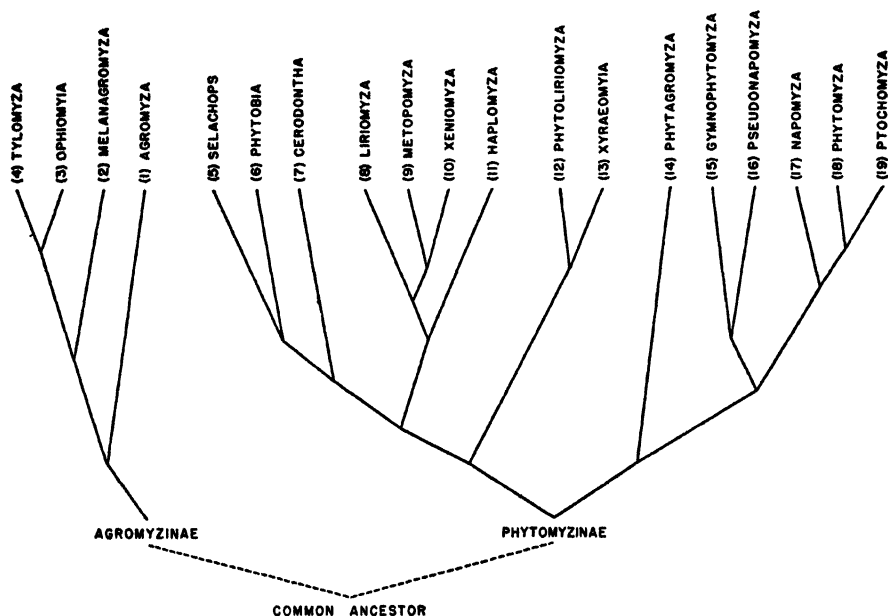 (4) TYLOMYZA
(3) OPHIOMYIA
(2) MELANAGROMYZA
(1) AGROMYZA
(5) SELACHOPS
(6) PHYTOBIA
(7) CERODONTHA
(8) LIRIOMYZA
(9) METOPOMYZA
(10) XENIOMYZA
(11) HAPLOMYZA
(12) PHYTOLIRIOMYZA
(13) XYRAEOMYIA
(14) PHYTAGROMYZA
(15) GYMNOPHYTOMYZA
(16) PSEUDONAPOMYZA
(17) NAPOMYZA
(18) PHYTOMYZA
(19) PTOCHOMYZA
AGROMYZINAE
PHYTOMYZINAE
COMMON ANCESTOR